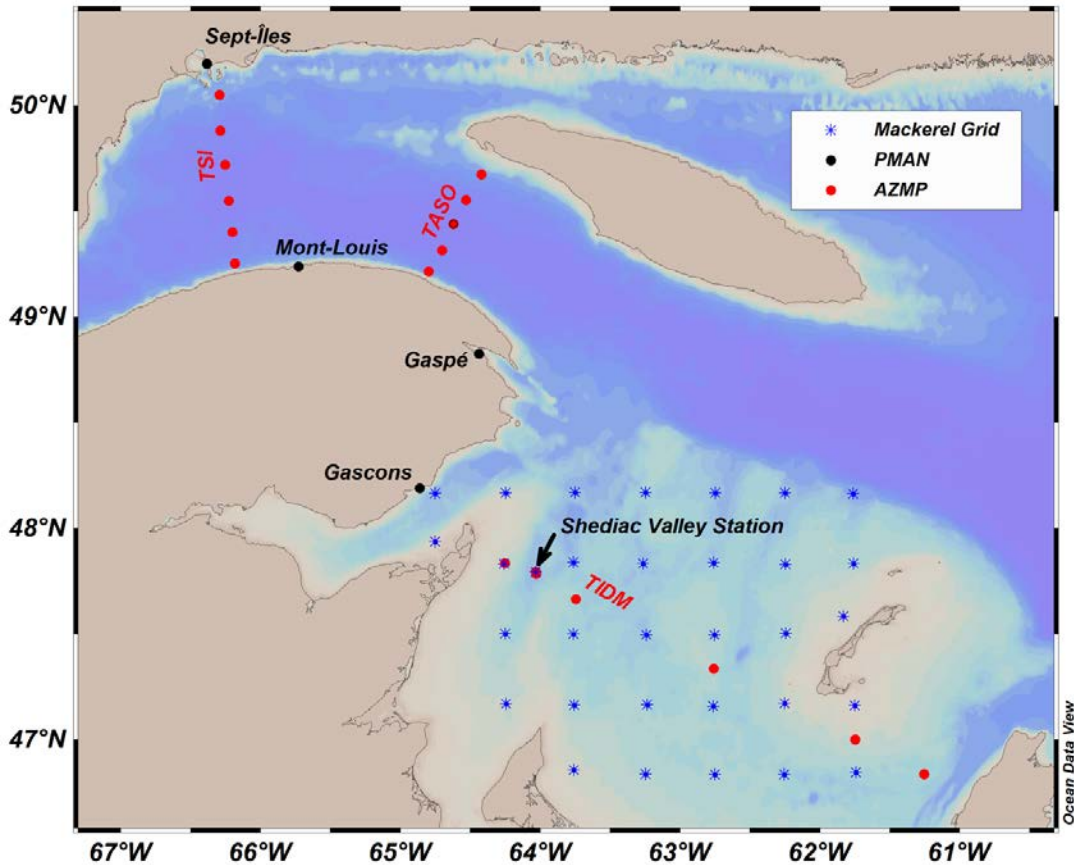 Sept-Îles
50°N
Mackerel Grid
PMAN
AZMP
TSI
TASO
Mont-Louis
49°N
Gaspé
Gascons
48°N
Shediac Valley Station
TIDM
47°N
Ocean Data View
67°W 66°W 65°W 64°W 63°W 62°W 61°W